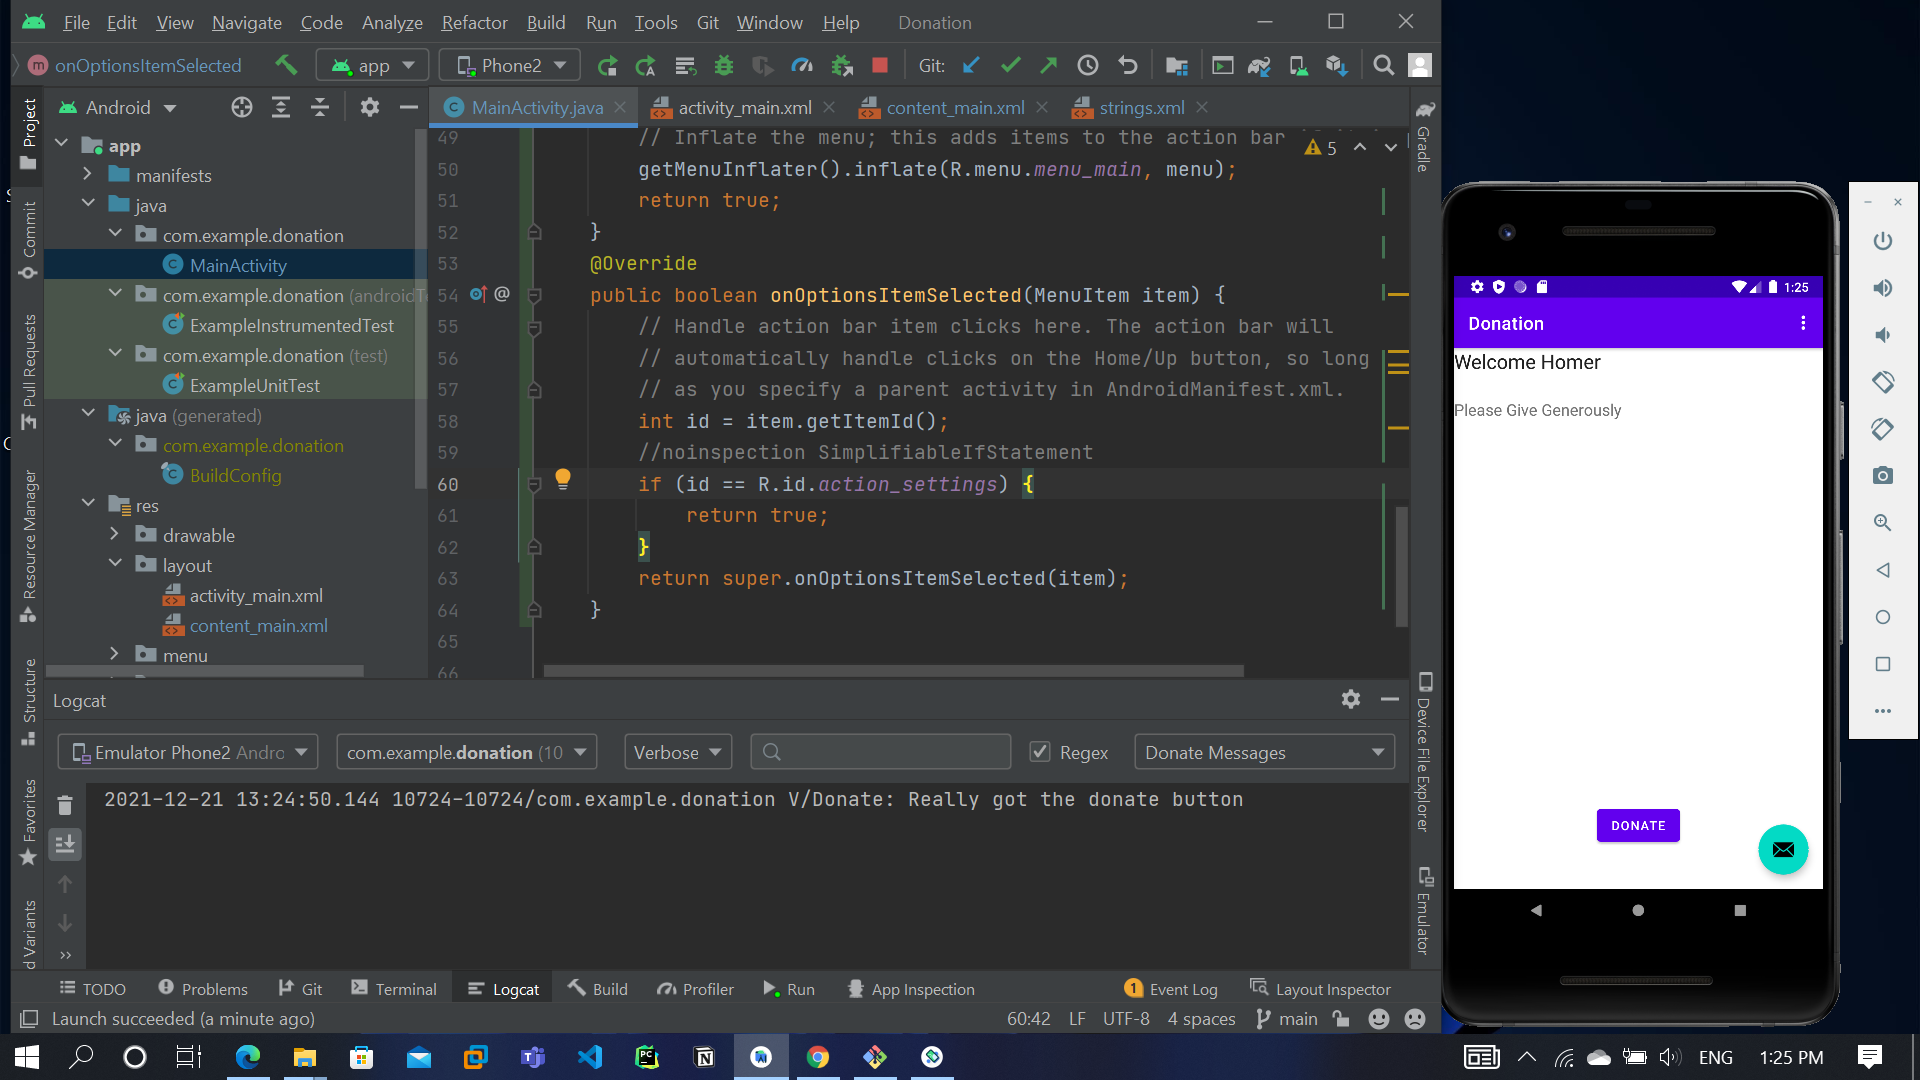 File Edit View Navigate Code Analyze Refactor Build Run Tools Git Window Help Donation
onOptionsItemSelected app Phone2 Git:
Android
MainActivity.java activity_main.xml content_main.xml strings.xml
Project
Commit
Pull Requests
Resource Manager
Structure
Favorites
d Variants
app
manifests
java
com.example.donation
MainActivity
com.example.donation (androidTe
ExampleInstrumentedTest
com.example.donation (test)
ExampleUnitTest
java (generated)
com.example.donation
BuildConfig
res
drawable
layout
activity_main.xml
content_main.xml
menu
5
49 // Inflate the menu; this adds items to the action bar
50 getMenuInflater().inflate(R.menu.menu_main, menu);
51 return true;
52 }
53 @Override
54 @ public boolean onOptionsItemSelected(MenuItem item) {
55 // Handle action bar item clicks here. The action bar will
56 // automatically handle clicks on the Home/Up button, so long
57 // as you specify a parent activity in AndroidManifest.xml.
58 int id = item.getItemId();
59 //noinspection SimplifiableIfStatement
60 if (id == R.id.action_settings) {
61 return true;
62 }
63 return super.onOptionsItemSelected(item);
64 }
65
66
Gradle
Device File Explorer
Emulator
Logcat
Emulator Phone2 Andro com.example.donation (10 Verbose Regex Donate Messages
2021-12-21 13:24:50.144 10724-10724/com.example.donation V/Donate: Really got the donate button
TODO Problems Git Terminal Logcat Build Profiler Run App Inspection 1 Event Log Layout Inspector
Launch succeeded (a minute ago) 60:42 LF UTF-8 4 spaces main
1:25
Donation
Welcome Homer
Please Give Generously
DONATE
ENG 1:25 PM